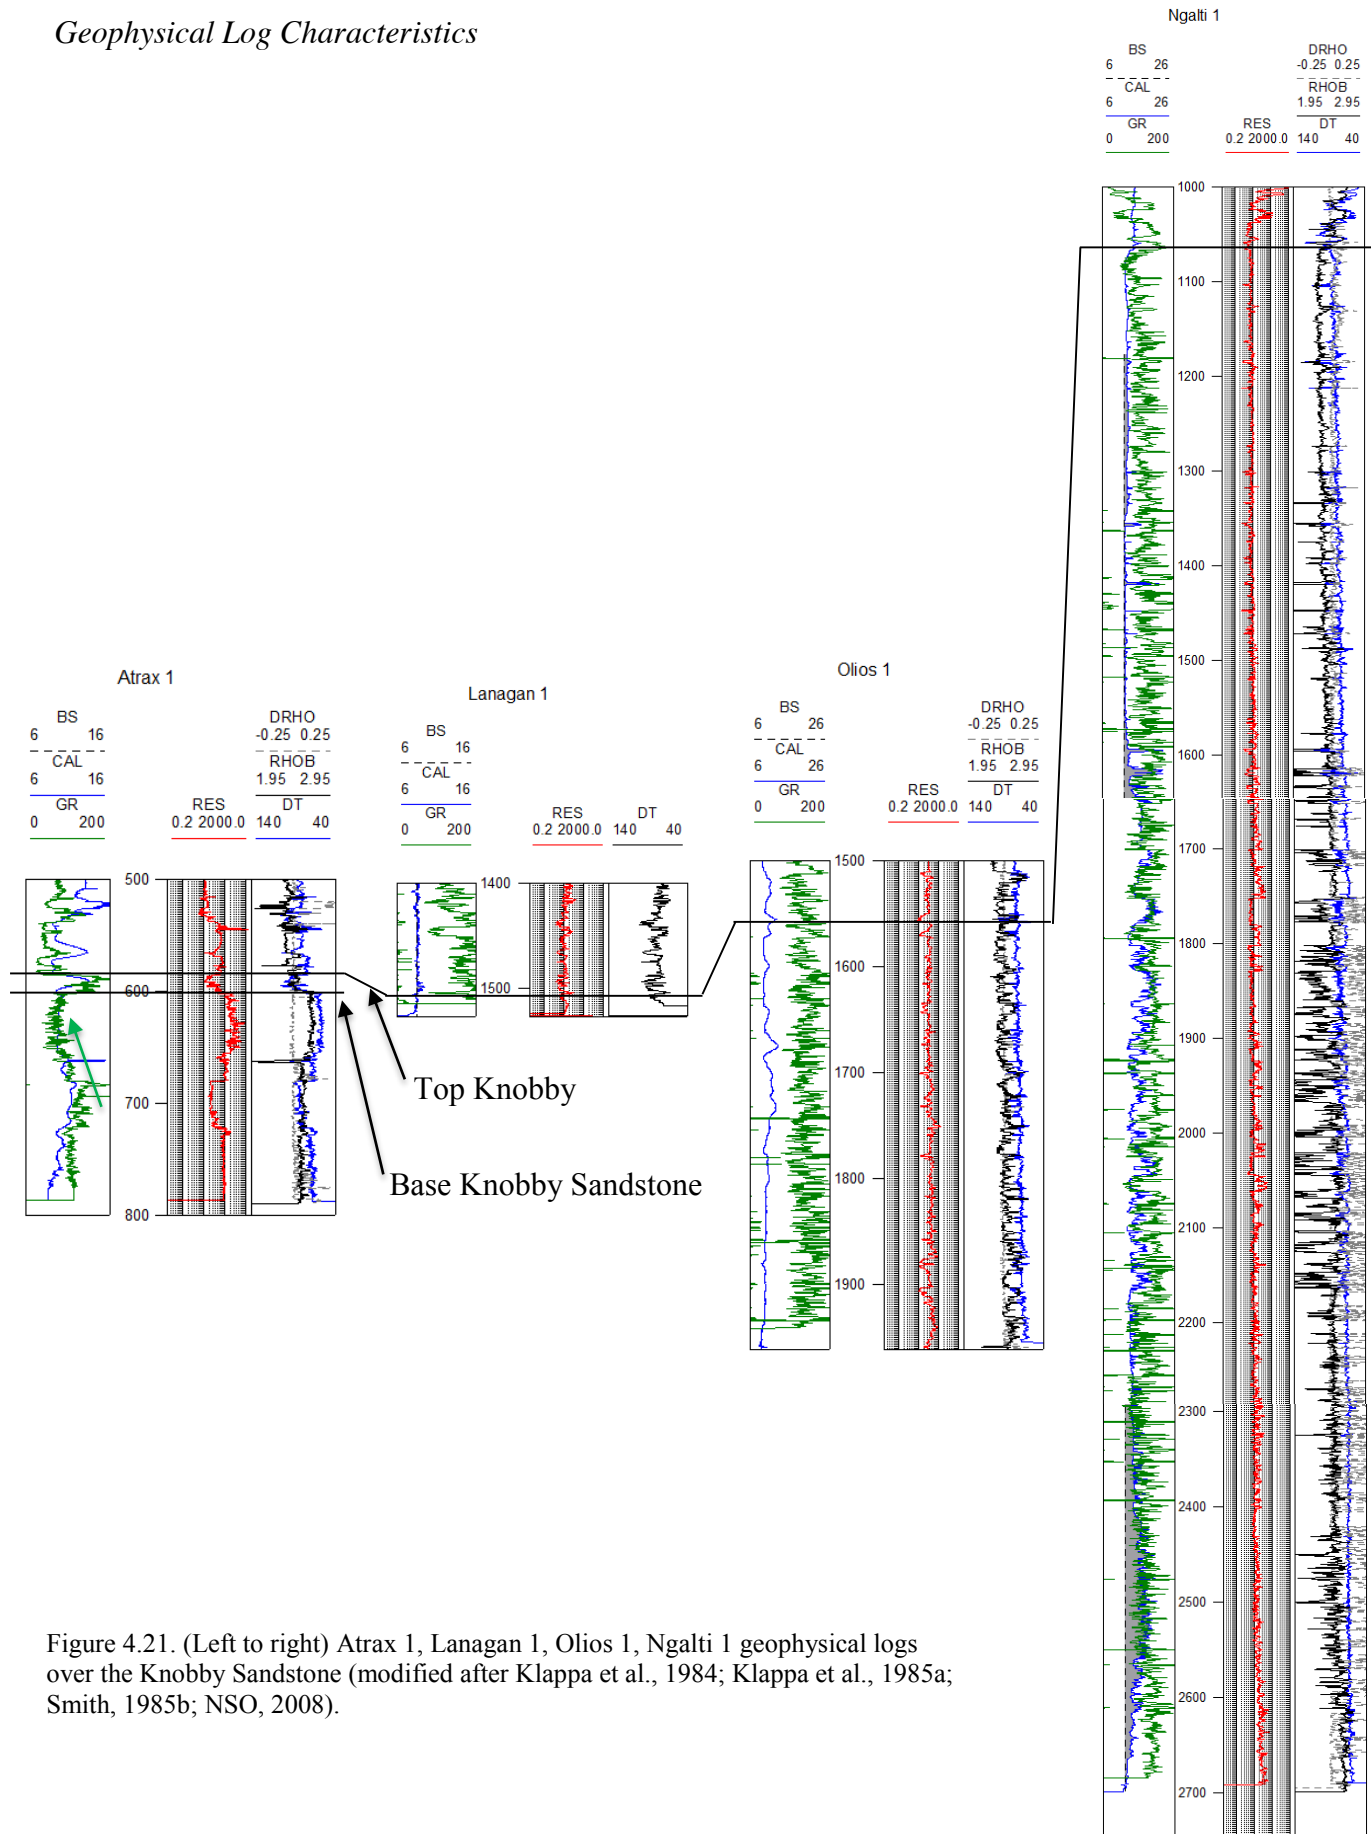 Geophysical Log Characteristics
Ngalti 1
BS
6 26
CAL
6 26
GR
0 200
RES
0.2 2000.0
DRHO
-0.25 0.25
RHOB
1.95 2.95
DT
140 40
1000
1100
1200
1300
1400
1500
1600
1700
1800
1900
2000
2100
2200
2300
2400
2500
2600
2700
Atrax 1
BS
6 16
CAL
6 16
GR
0 200
RES
0.2 2000.0
DRHO
-0.25 0.25
RHOB
1.95 2.95
DT
140 40
500
600
700
800
Lanagan 1
BS
6 16
CAL
6 16
GR
0 200
RES
0.2 2000.0
DT
140 40
1400
1500
Olios 1
BS
6 26
CAL
6 26
GR
0 200
RES
0.2 2000.0
DRHO
-0.25 0.25
RHOB
1.95 2.95
DT
140 40
1500
1600
1700
1800
1900
Top Knobby
Base Knobby Sandstone
Figure 4.21. (Left to right) Atrax 1, Lanagan 1, Olios 1, Ngalti 1 geophysical logs
over the Knobby Sandstone (modified after Klappa et al., 1984; Klappa et al., 1985a;
Smith, 1985b; NSO, 2008).